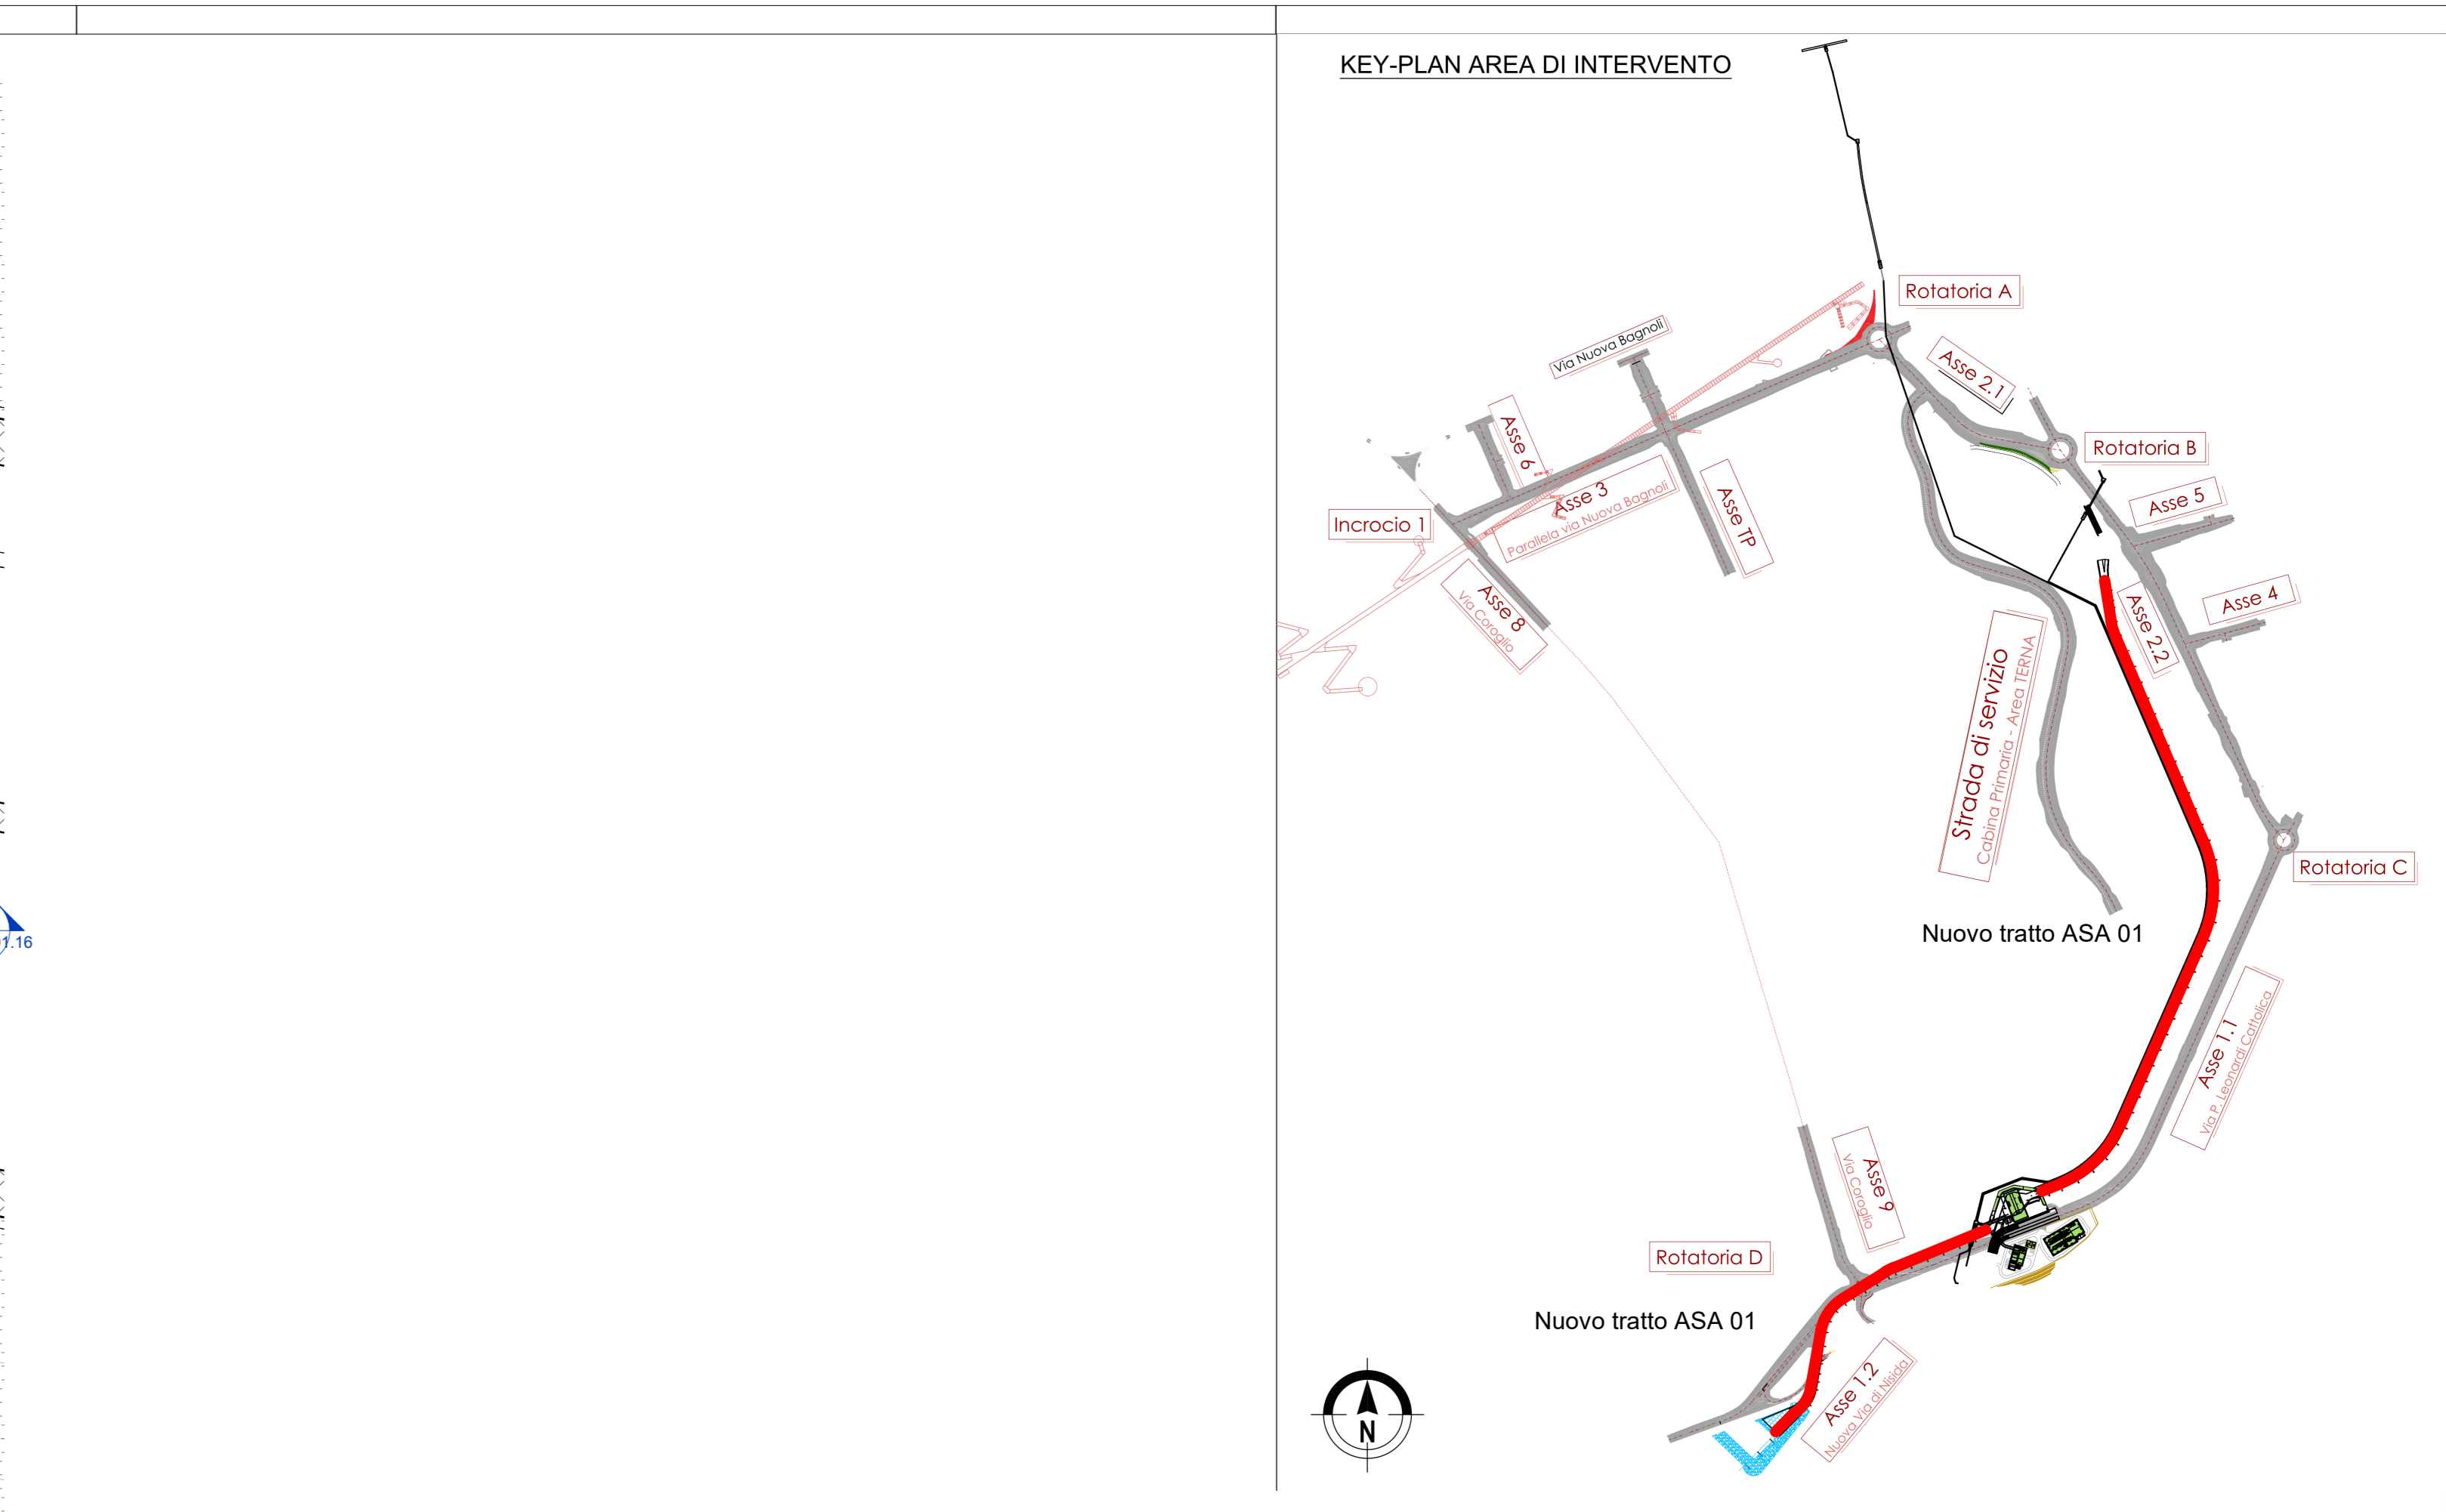 KEY-PLAN AREA DI INTERVENTO
Rotatoria A
Via Nuova Bagnoli
Asse 2.1
Asse 6
Rotatoria B
Asse 3
Parallela via Nuova Bagnoli
Asse TP
Asse 5
Incrocio 1
Asse 8
Via Coroglio
Asse 2.2
Asse 4
Strada di servizio
Cabina Primaria - Area TERNA
Rotatoria C
Nuovo tratto ASA 01
1.16
Asse 1.1
Via P. Leonardi Cattolica
Asse 9
Via Coroglio
Rotatoria D
Nuovo tratto ASA 01
Asse 1.2
Nuova Via di Nisida
N